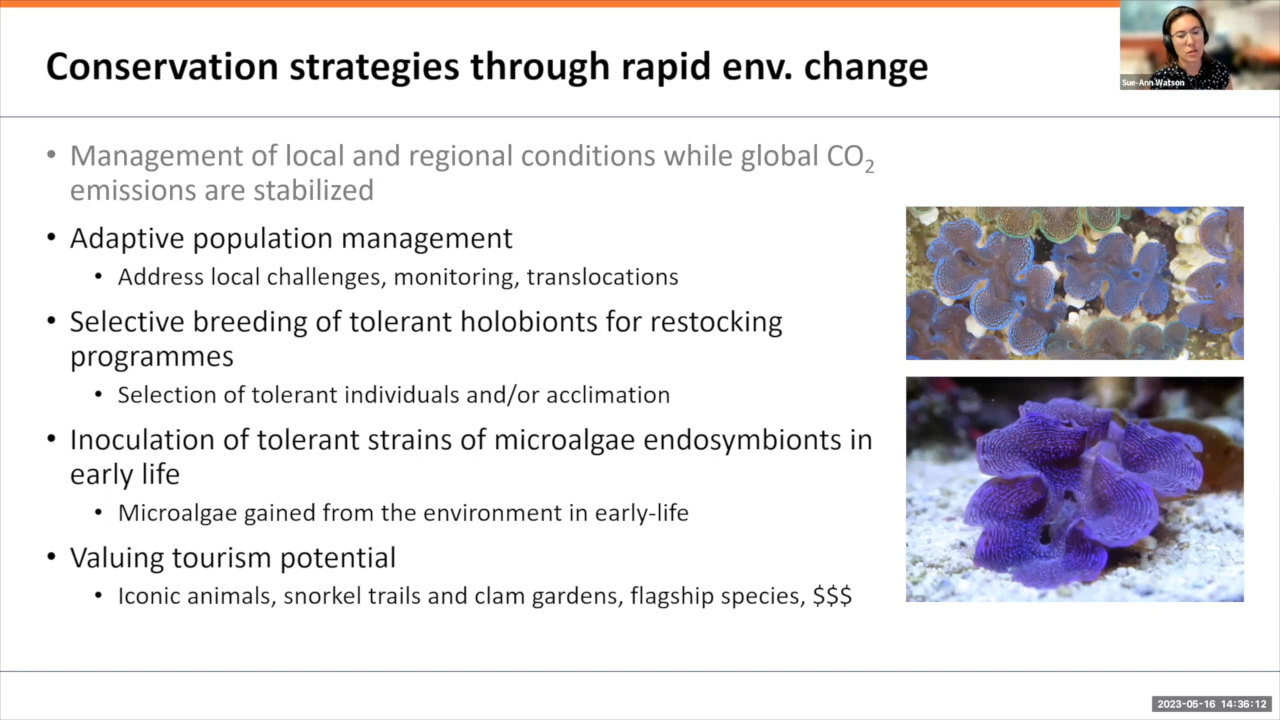 Conservation strategies through rapid env. change
Sue-Ann Watson
• Management of local and regional conditions while global CO₂
emissions are stabilized
• Adaptive population management
• Address local challenges, monitoring, translocations
• Selective breeding of tolerant holobionts for restocking
programmes
• Selection of tolerant individuals and/or acclimation
• Inoculation of tolerant strains of microalgae endosymbionts in
early life
• Microalgae gained from the environment in early-life
• Valuing tourism potential
• Iconic animals, snorkel trails and clam gardens, flagship species, $$$
2023-05-16 14:36:12